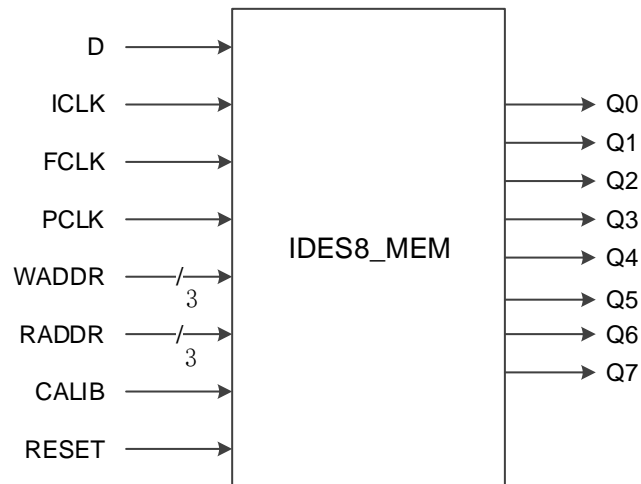 D
ICLK
FCLK
PCLK
WADDR
/
3
RADDR
/
3
CALIB
RESET
IDES8_MEM
Q0
Q1
Q2
Q3
Q4
Q5
Q6
Q7